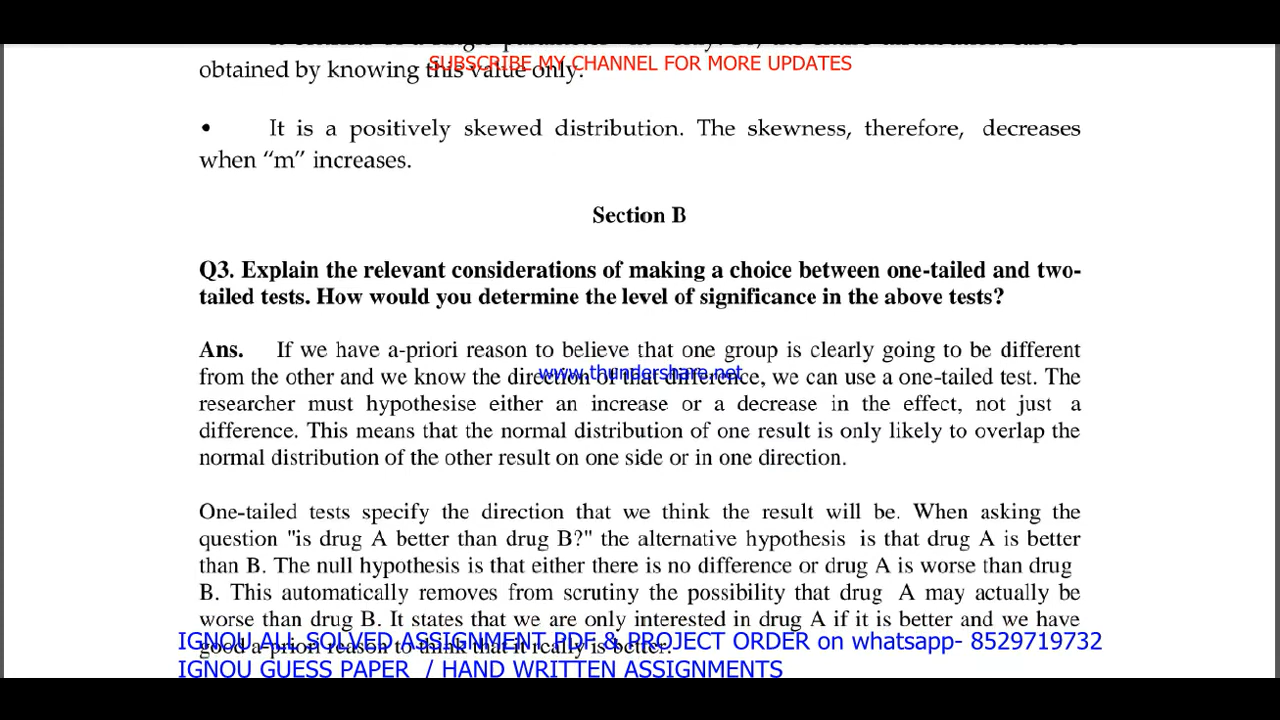 SUBSCRIBE MY CHANNEL FOR MORE UPDATES
obtained by knowing this value only.
• It is a positively skewed distribution. The skewness, therefore, decreases
when “m” increases.
Section B
Q3. Explain the relevant considerations of making a choice between one-tailed and two-
tailed tests. How would you determine the level of significance in the above tests?
Ans. If we have a-priori reason to believe that one group is clearly going to be different
from the other and we know the direction of that difference, we can use a one-tailed test. The
www.thundershare.net
researcher must hypothesise either an increase or a decrease in the effect, not just a
difference. This means that the normal distribution of one result is only likely to overlap the
normal distribution of the other result on one side or in one direction.
One-tailed tests specify the direction that we think the result will be. When asking the
question "is drug A better than drug B?" the alternative hypothesis is that drug A is better
than B. The null hypothesis is that either there is no difference or drug A is worse than drug
B. This automatically removes from scrutiny the possibility that drug A may actually be
worse than drug B. It states that we are only interested in drug A if it is better and we have
good a-priori reason to think that it really is better.
IGNOU ALL SOLVED ASSIGNMENT PDF & PROJECT ORDER on whatsapp- 8529719732
IGNOU GUESS PAPER / HAND WRITTEN ASSIGNMENTS